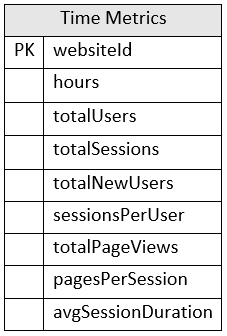 Time Metrics
PK websiteId
hours
totalUsers
totalSessions
totalNewUsers
sessionsPerUser
totalPageViews
pagesPerSession
avgSessionDuration